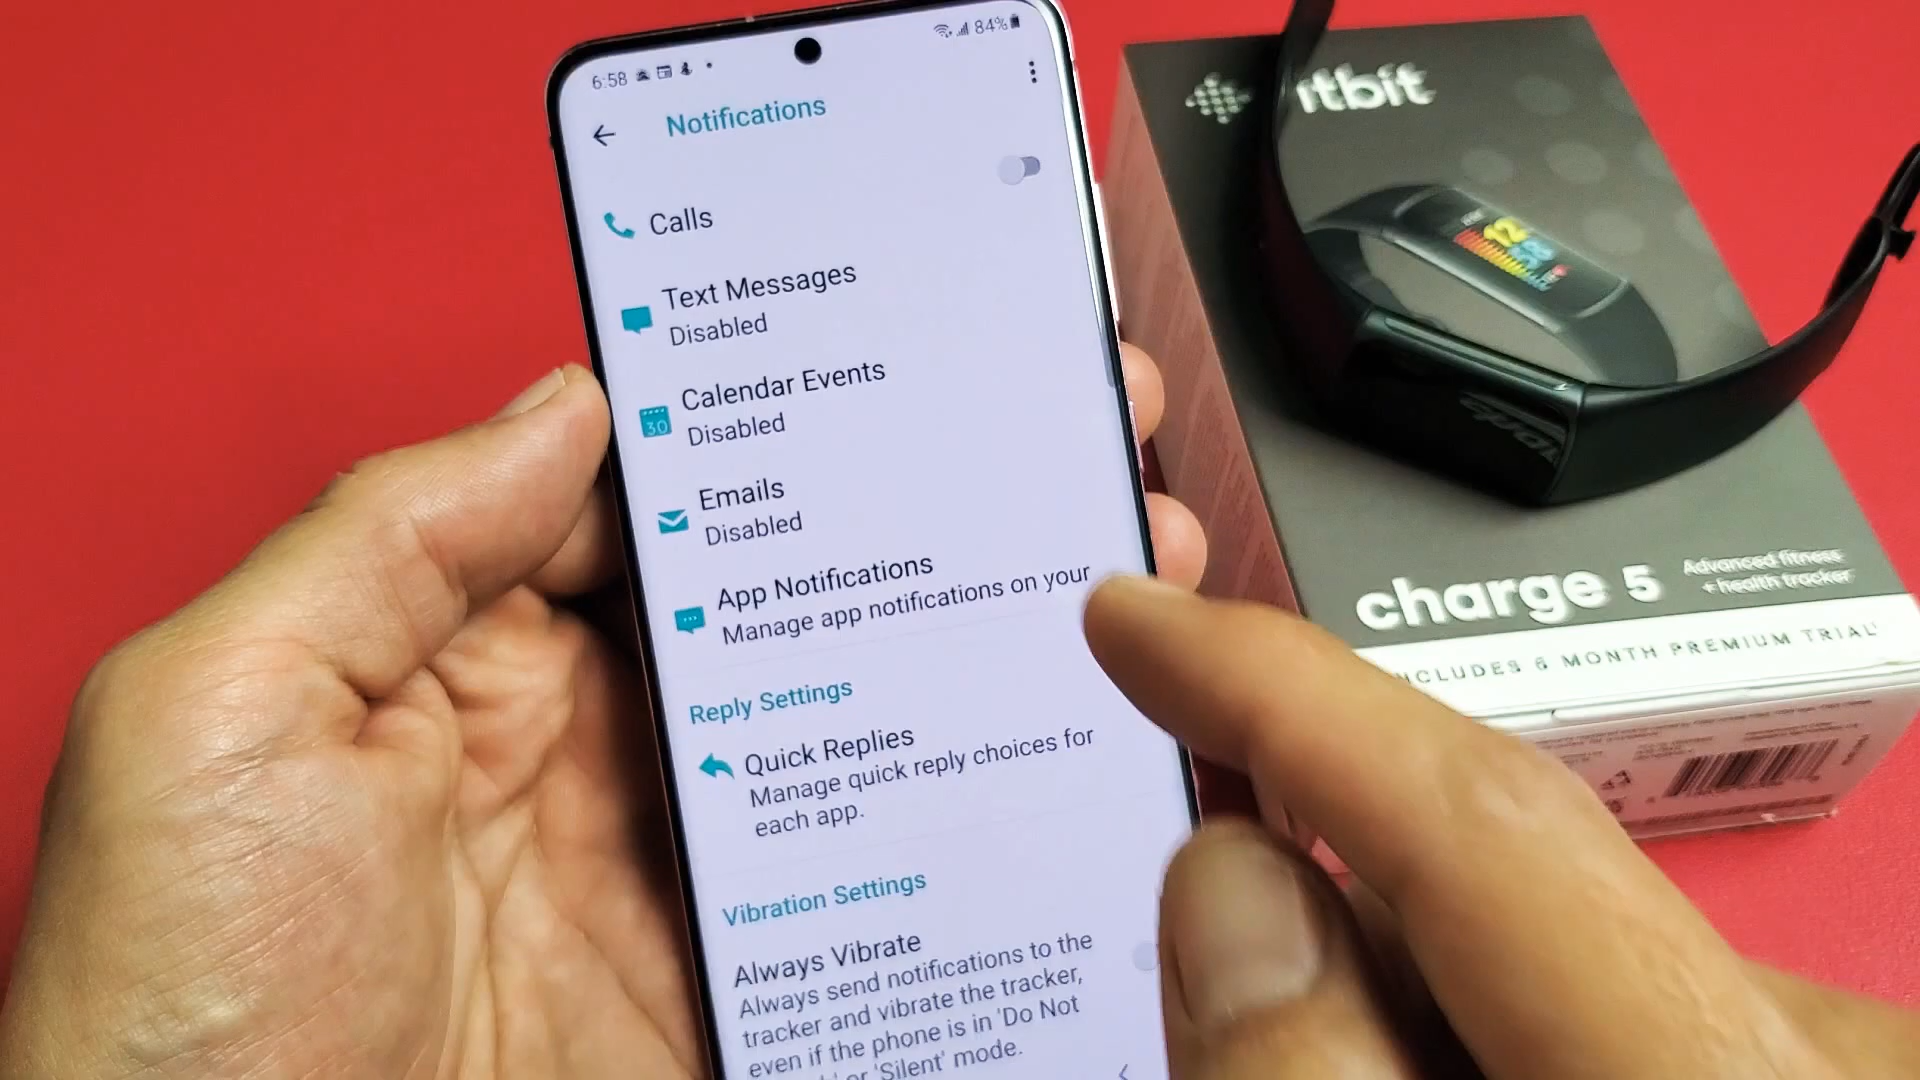 6:58
84%
Notifications
Calls
Text Messages
Disabled
Calendar Events
Disabled
30
Emails
Disabled
App Notifications
Manage app notifications on your
Reply Settings
Quick Replies
Manage quick reply choices for
each app.
Vibration Settings
Always Vibrate
Always send notifications to the
tracker and vibrate the tracker,
even if the phone is in 'Do Not
or 'Silent' mode.
itbit
charge 5
Advanced fitness
+ health tracker
NCLUDES 6 MONTH PREMIUM TRIAL